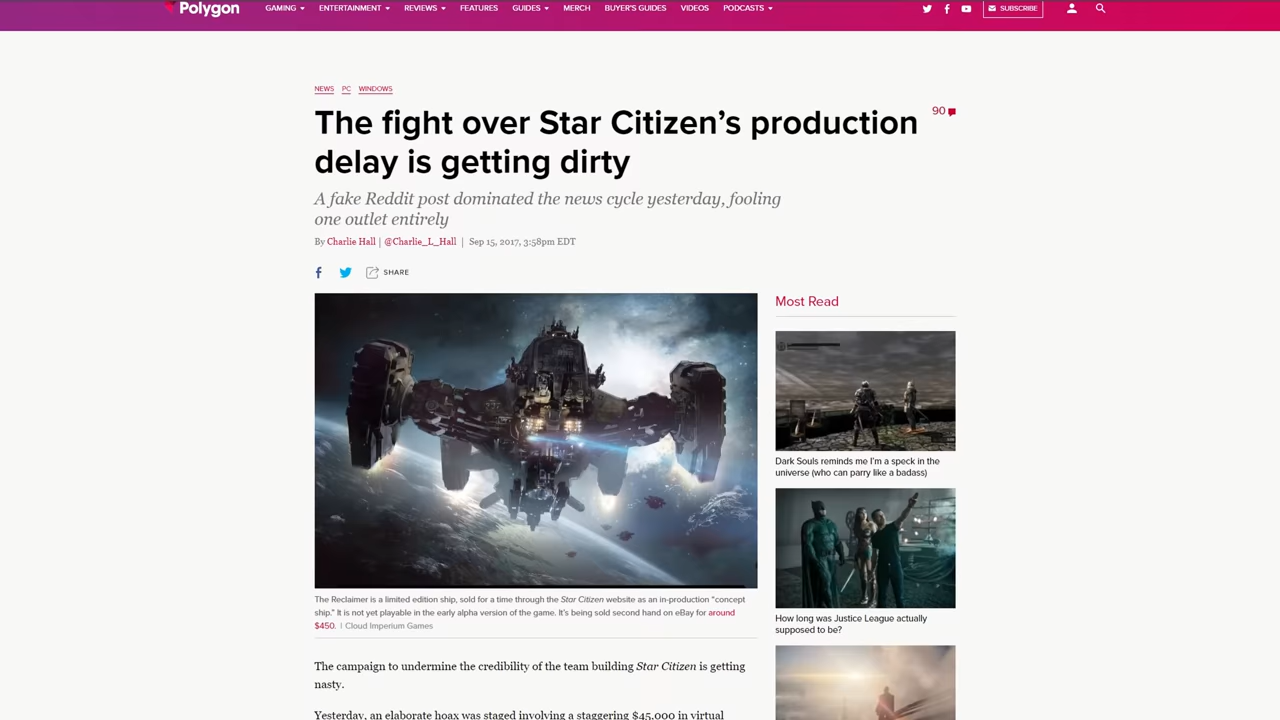 Polygon
GAMING ENTERTAINMENT REVIEWS FEATURES GUIDES MERCH BUYER'S GUIDES VIDEOS PODCASTS
SUBSCRIBE
NEWS PC WINDOWS
The fight over Star Citizen’s production
delay is getting dirty
90
A fake Reddit post dominated the news cycle yesterday, fooling
one outlet entirely
By Charlie Hall | @Charlie_L_Hall | Sep 15, 2017, 3:58pm EDT
SHARE
The Reclaimer is a limited edition ship, sold for a time through the Star Citizen website as an in-production “concept
ship.” It is not yet playable in the early alpha version of the game. It’s being sold second hand on eBay for around
$450. | Cloud Imperium Games
The campaign to undermine the credibility of the team building Star Citizen is getting
nasty.
Yesterday, an elaborate hoax was staged involving a staggering $45,000 in virtual
Most Read
Dark Souls reminds me I’m a speck in the
universe (who can parry like a badass)
How long was Justice League actually
supposed to be?